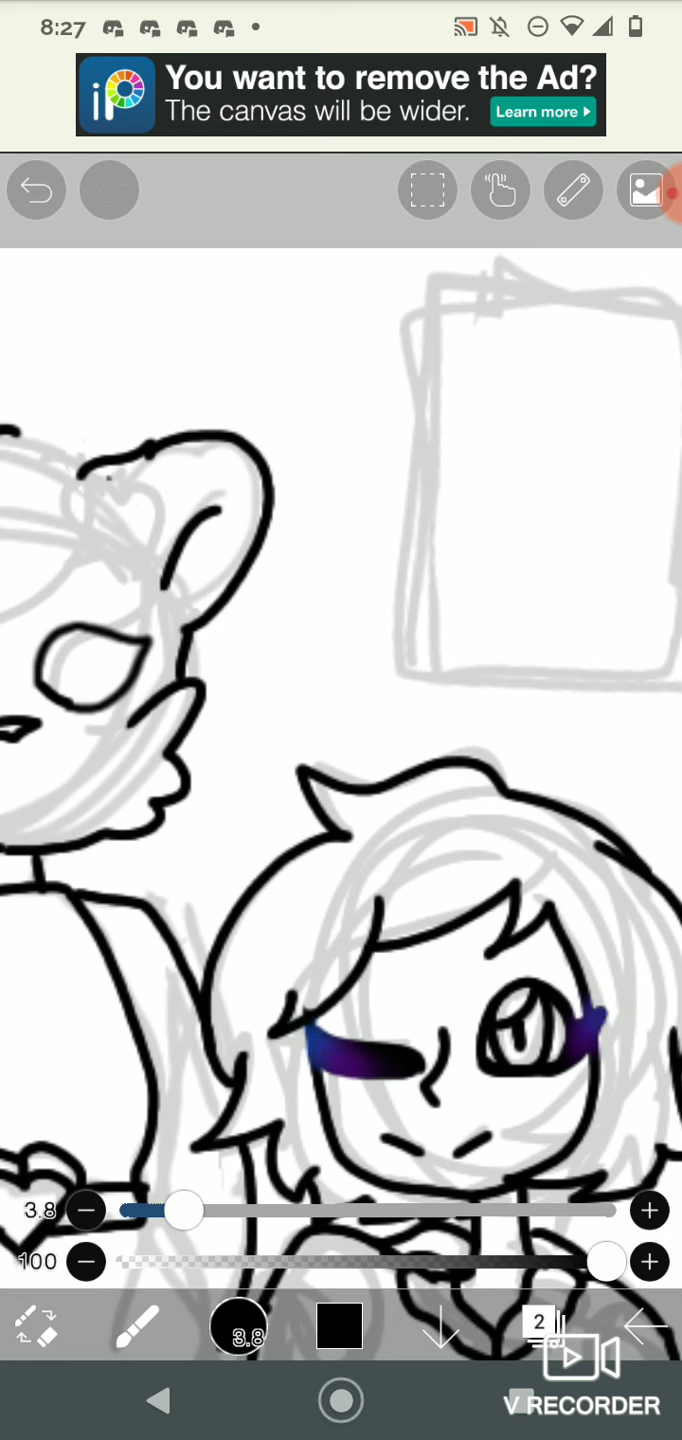 8:27
iP
You want to remove the Ad?
The canvas will be wider.
Learn more
3.8
100
3.8
2
V RECORDER